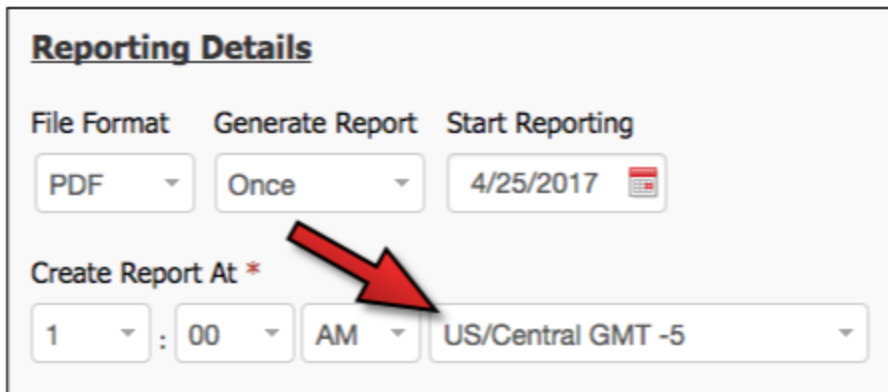 Reporting Details
File Format Generate Report Start Reporting
PDF Once 4/25/2017
Create Report At *
1 : 00 AM US/Central GMT -5